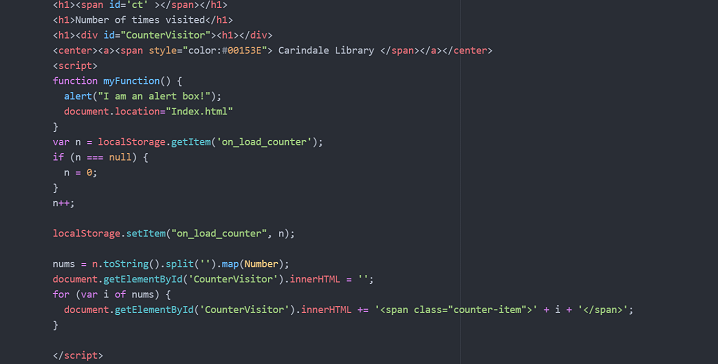 <h1><span id='ct' ></span></h1>
<h1>Number of times visited</h1>
<h1><div id="CounterVisitor"><h1></div>
<center><a><span style="color:#00153E"> Carindale Library </span></a></center>
<script>
function myFunction() {
alert("I am an alert box!");
document.location="Index.html"
}
var n = localStorage.getItem('on_load_counter');
if (n === null) {
n = 0;
}
n++;
localStorage.setItem("on_load_counter", n);
nums = n.toString().split('').map(Number);
document.getElementById('CounterVisitor').innerHTML = '';
for (var i of nums) {
document.getElementById('CounterVisitor').innerHTML += '<span class="counter-item">' + i + '</span>';
}
</script>